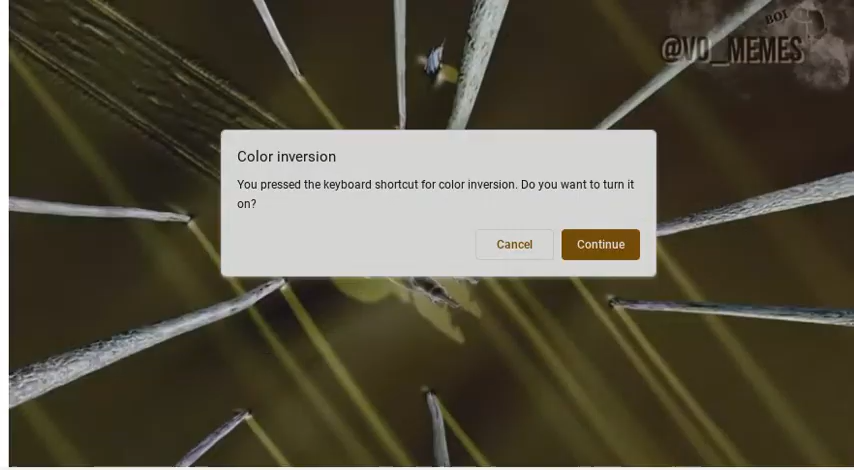 BOI
@VO_MEMES
Color inversion
You pressed the keyboard shortcut for color inversion. Do you want to turn it
on?
Cancel
Continue